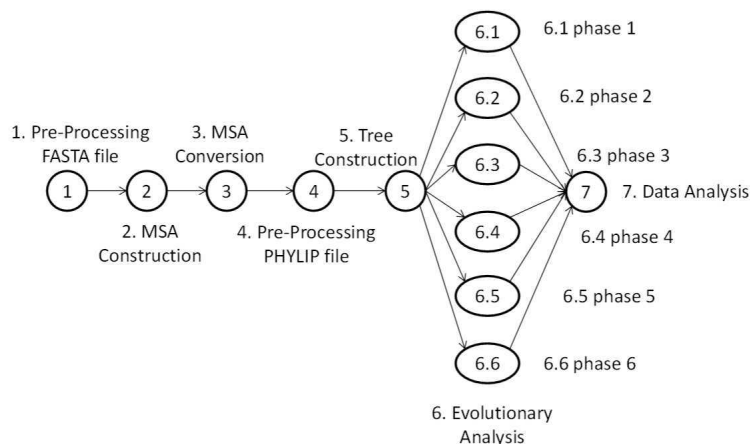 6.1
6.1 phase 1
6.2
6.2 phase 2
1. Pre-Processing
FASTA file
3. MSA
Conversion
5. Tree
Construction
6.3
6.3 phase 3
1
2
3
4
5
7
7. Data Analysis
2. MSA
Construction
4. Pre-Processing
PHYLIP file
6.4
6.4 phase 4
6.5
6.5 phase 5
6.6
6.6 phase 6
6. Evolutionary
Analysis